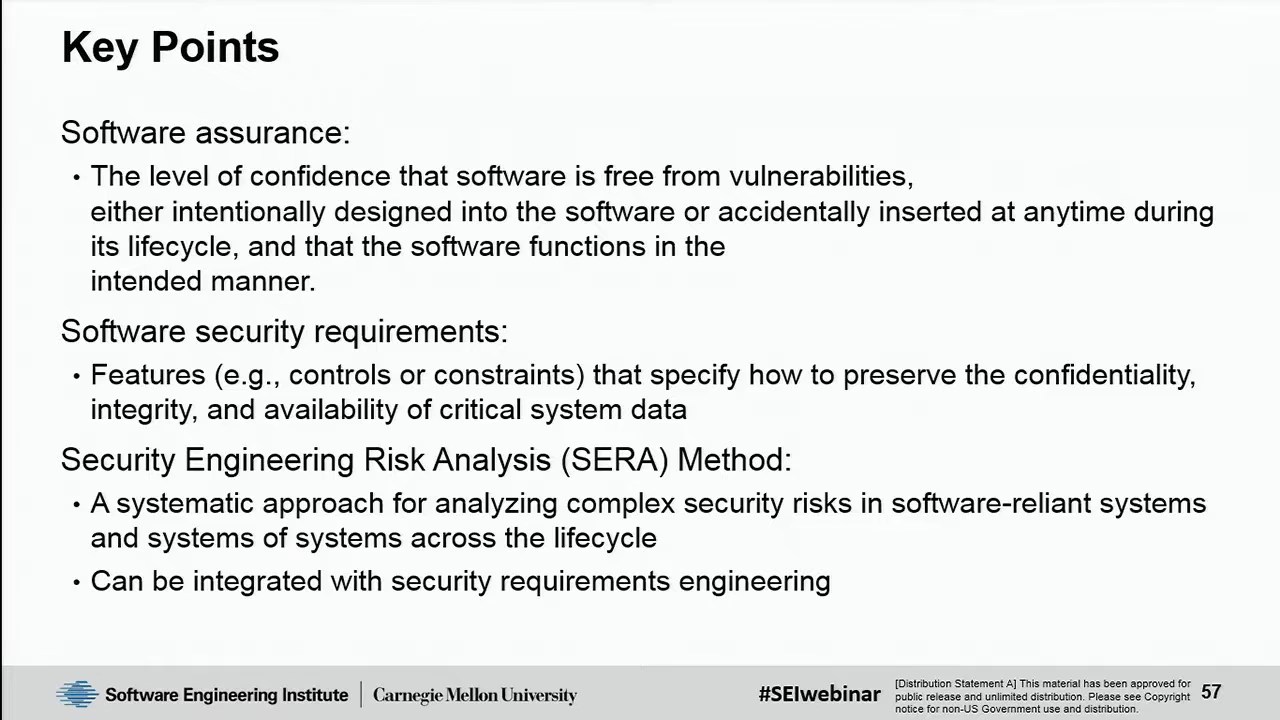 Key Points
Software assurance:
• The level of confidence that software is free from vulnerabilities,
either intentionally designed into the software or accidentally inserted at anytime during
its lifecycle, and that the software functions in the
intended manner.
Software security requirements:
• Features (e.g., controls or constraints) that specify how to preserve the confidentiality,
integrity, and availability of critical system data
Security Engineering Risk Analysis (SERA) Method:
• A systematic approach for analyzing complex security risks in software-reliant systems
and systems of systems across the lifecycle
• Can be integrated with security requirements engineering
Software Engineering Institute | Carnegie Mellon University
#SEIwebinar
[Distribution Statement A] This material has been approved for
public release and unlimited distribution. Please see Copyright
notice for non-US Government use and distribution.
57